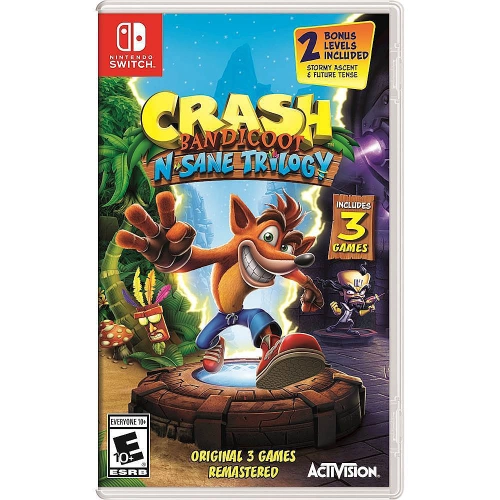 NINTENDO
SWITCH
2 BONUS
LEVELS
INCLUDED
STORMY ASCENT
& FUTURE TENSE
CRASH
BANDICOOT
N·SANE TRILOGY
INCLUDES
3
GAMES
EVERYONE 10+
E
10+
ESRB
ORIGINAL 3 GAMES
REMASTERED
ACTIVISION